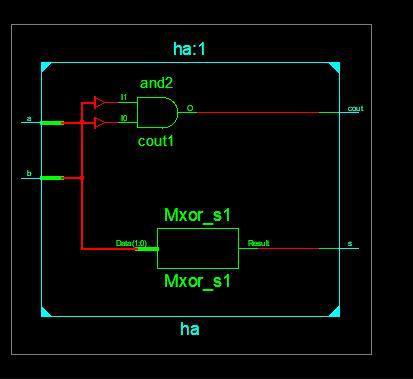 ha:1
and2
I1
O
a
I0
cout
cout1
b
Mxor_s1
Data(1:0)
Result
s
Mxor_s1
ha